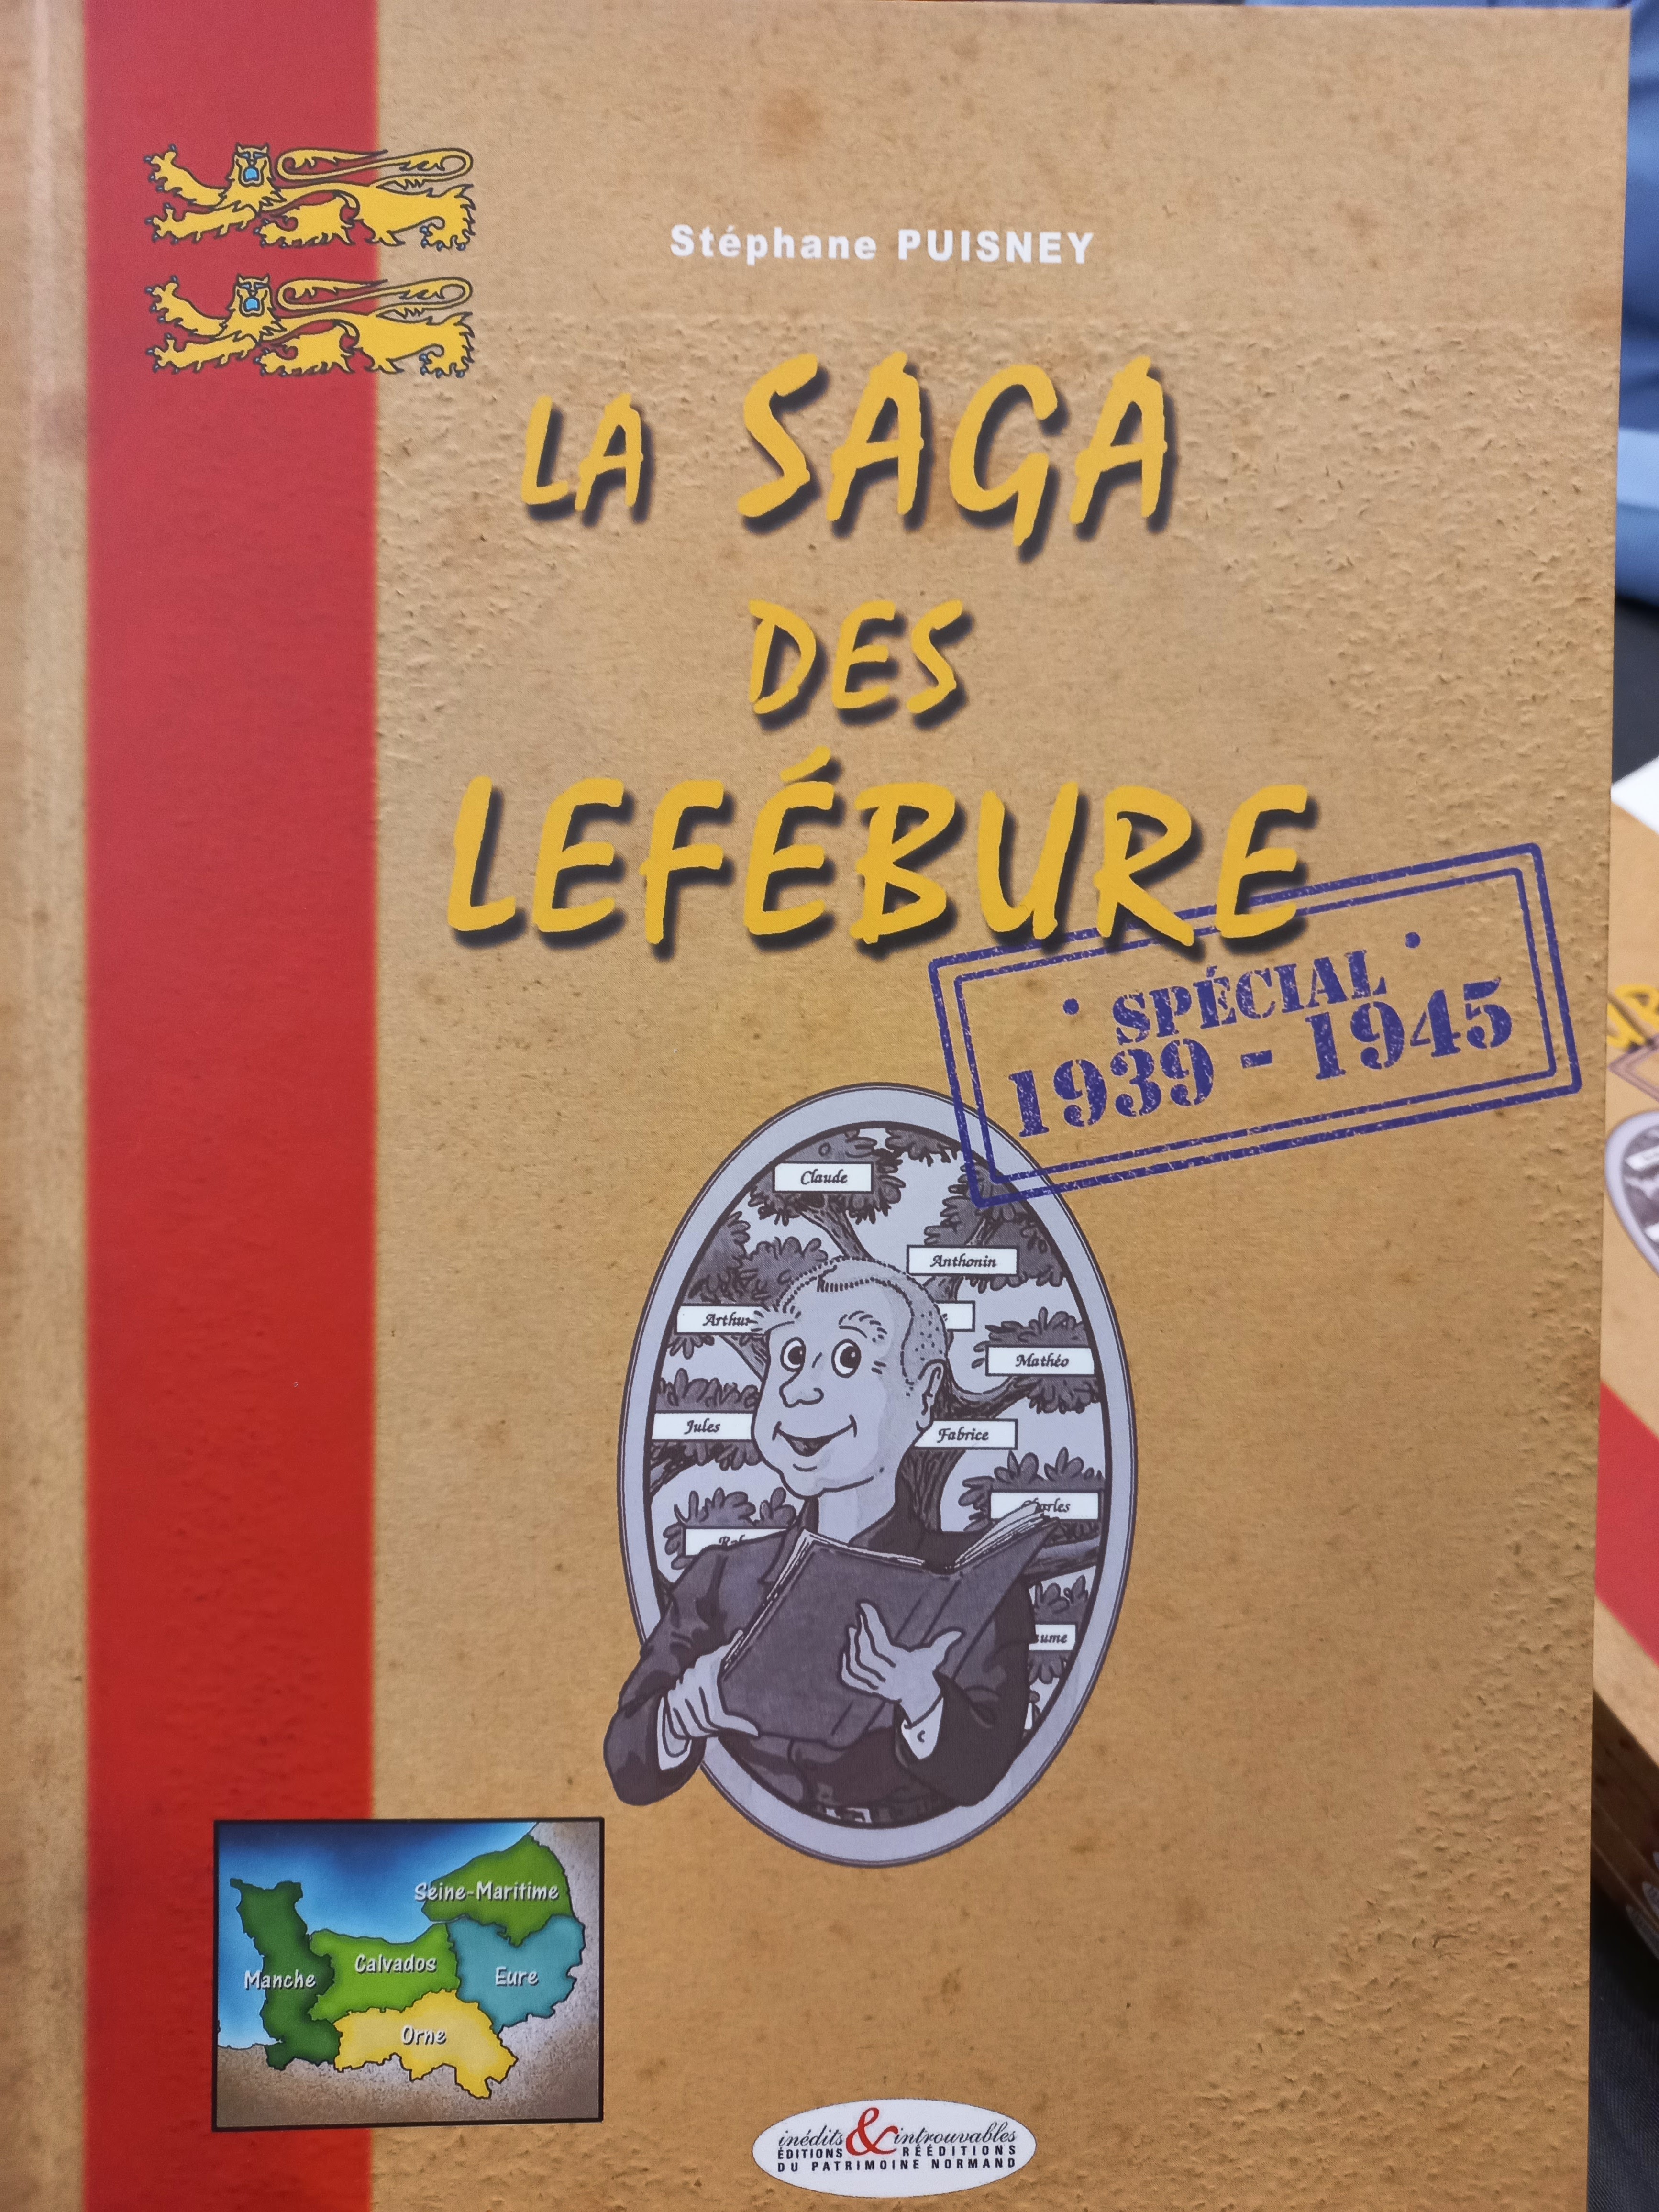 Stéphane PUISNEY
LA SAGA
DES
LEFÉBURE
• SPÉCIAL •
1939 - 1945
Claude
Anthonin
Mathéo
Jules
Fabrice
Seine-Maritime
Calvados
Manche
Eure
Orne
inédits & introuvables
ÉDITIONS RÉÉDITIONS
DU PATRIMOINE NORMAND